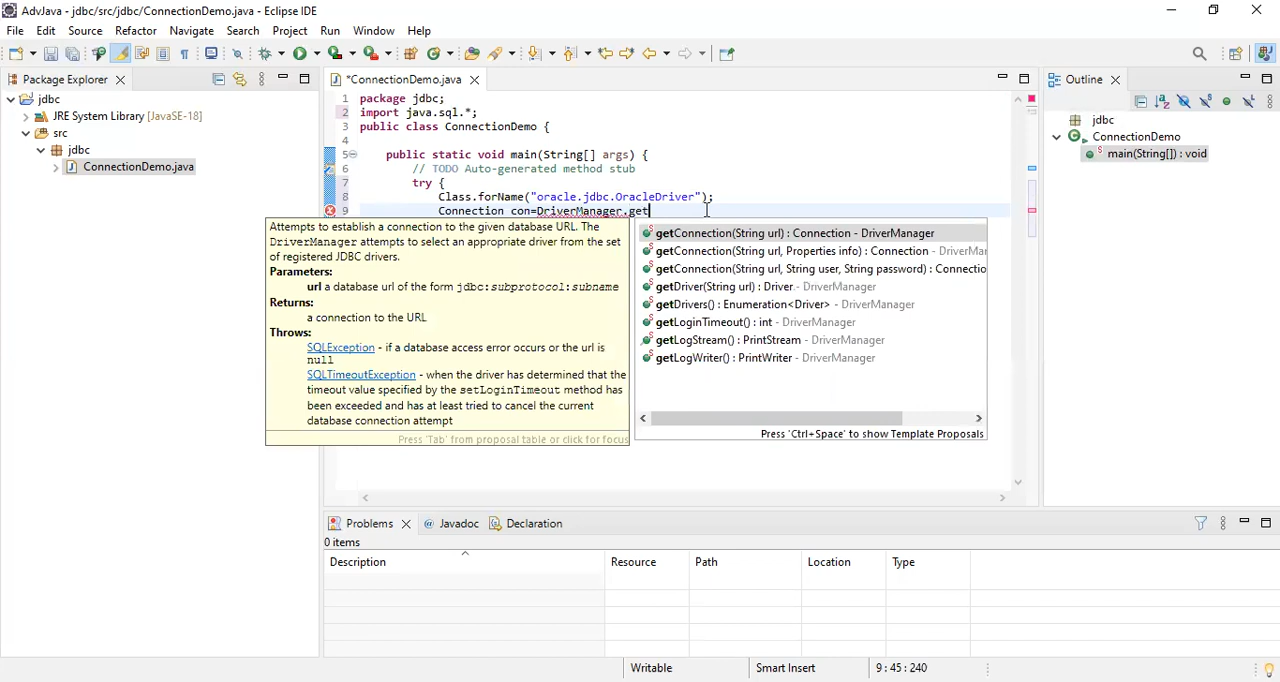 AdvJava - jdbc/src/jdbc/ConnectionDemo.java - Eclipse IDE
File Edit Source Refactor Navigate Search Project Run Window Help
Package Explorer
jdbc
JRE System Library [JavaSE-18]
src
jdbc
ConnectionDemo.java
*ConnectionDemo.java
1 package jdbc;
2 import java.sql.*;
3 public class ConnectionDemo {
4
5 public static void main(String[] args) {
6 // TODO Auto-generated method stub
7 try {
8 Class.forName("oracle.jdbc.OracleDriver");
9 Connection con=DriverManager.get
Attempts to establish a connection to the given database URL. The
DriverManager attempts to select an appropriate driver from the set
of registered JDBC drivers.
Parameters:
url a database url of the form jdbc:subprotocol:subname
Returns:
a connection to the URL
Throws:
SQLException - if a database access error occurs or the url is
null
SQLTimeoutException - when the driver has determined that the
timeout value specified by the setLoginTimeout method has
been exceeded and has at least tried to cancel the current
database connection attempt
Press 'Tab' from proposal table or click for focus
getConnection(String url) : Connection - DriverManager
getConnection(String url, Properties info) : Connection - DriverMar
getConnection(String url, String user, String password) : Connectio
getDriver(String url) : Driver - DriverManager
getDrivers() : Enumeration<Driver> - DriverManager
getLoginTimeout() : int - DriverManager
getLogStream() : PrintStream - DriverManager
getLogWriter() : PrintWriter - DriverManager
Press 'Ctrl+Space' to show Template Proposals
Outline
jdbc
ConnectionDemo
main(String[]) : void
Problems @ Javadoc Declaration
0 items
Description Resource Path Location Type
Writable Smart Insert 9 : 45 : 240